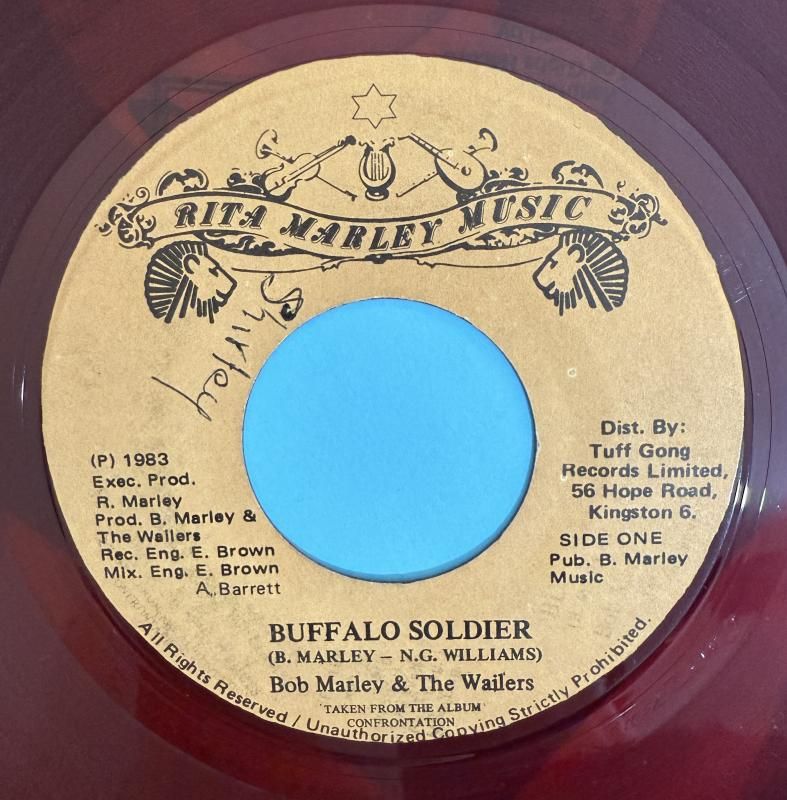 RITA MARLEY MUSIC
Shirley
(P) 1983
Exec. Prod.
R. Marley
Prod. B. Marley &
The Wailers
Rec. Eng. E. Brown
Mix. Eng. E. Brown
A. Barrett
Dist. By:
Tuff Gong
Records Limited,
56 Hope Road,
Kingston 6.
SIDE ONE
Pub. B. Marley
Music
BUFFALO SOLDIER
(B. MARLEY – N.G. WILLIAMS)
Bob Marley & The Wailers
TAKEN FROM THE ALBUM
CONFRONTATION
All Rights Reserved / Unauthorized Copying Strictly Prohibited.